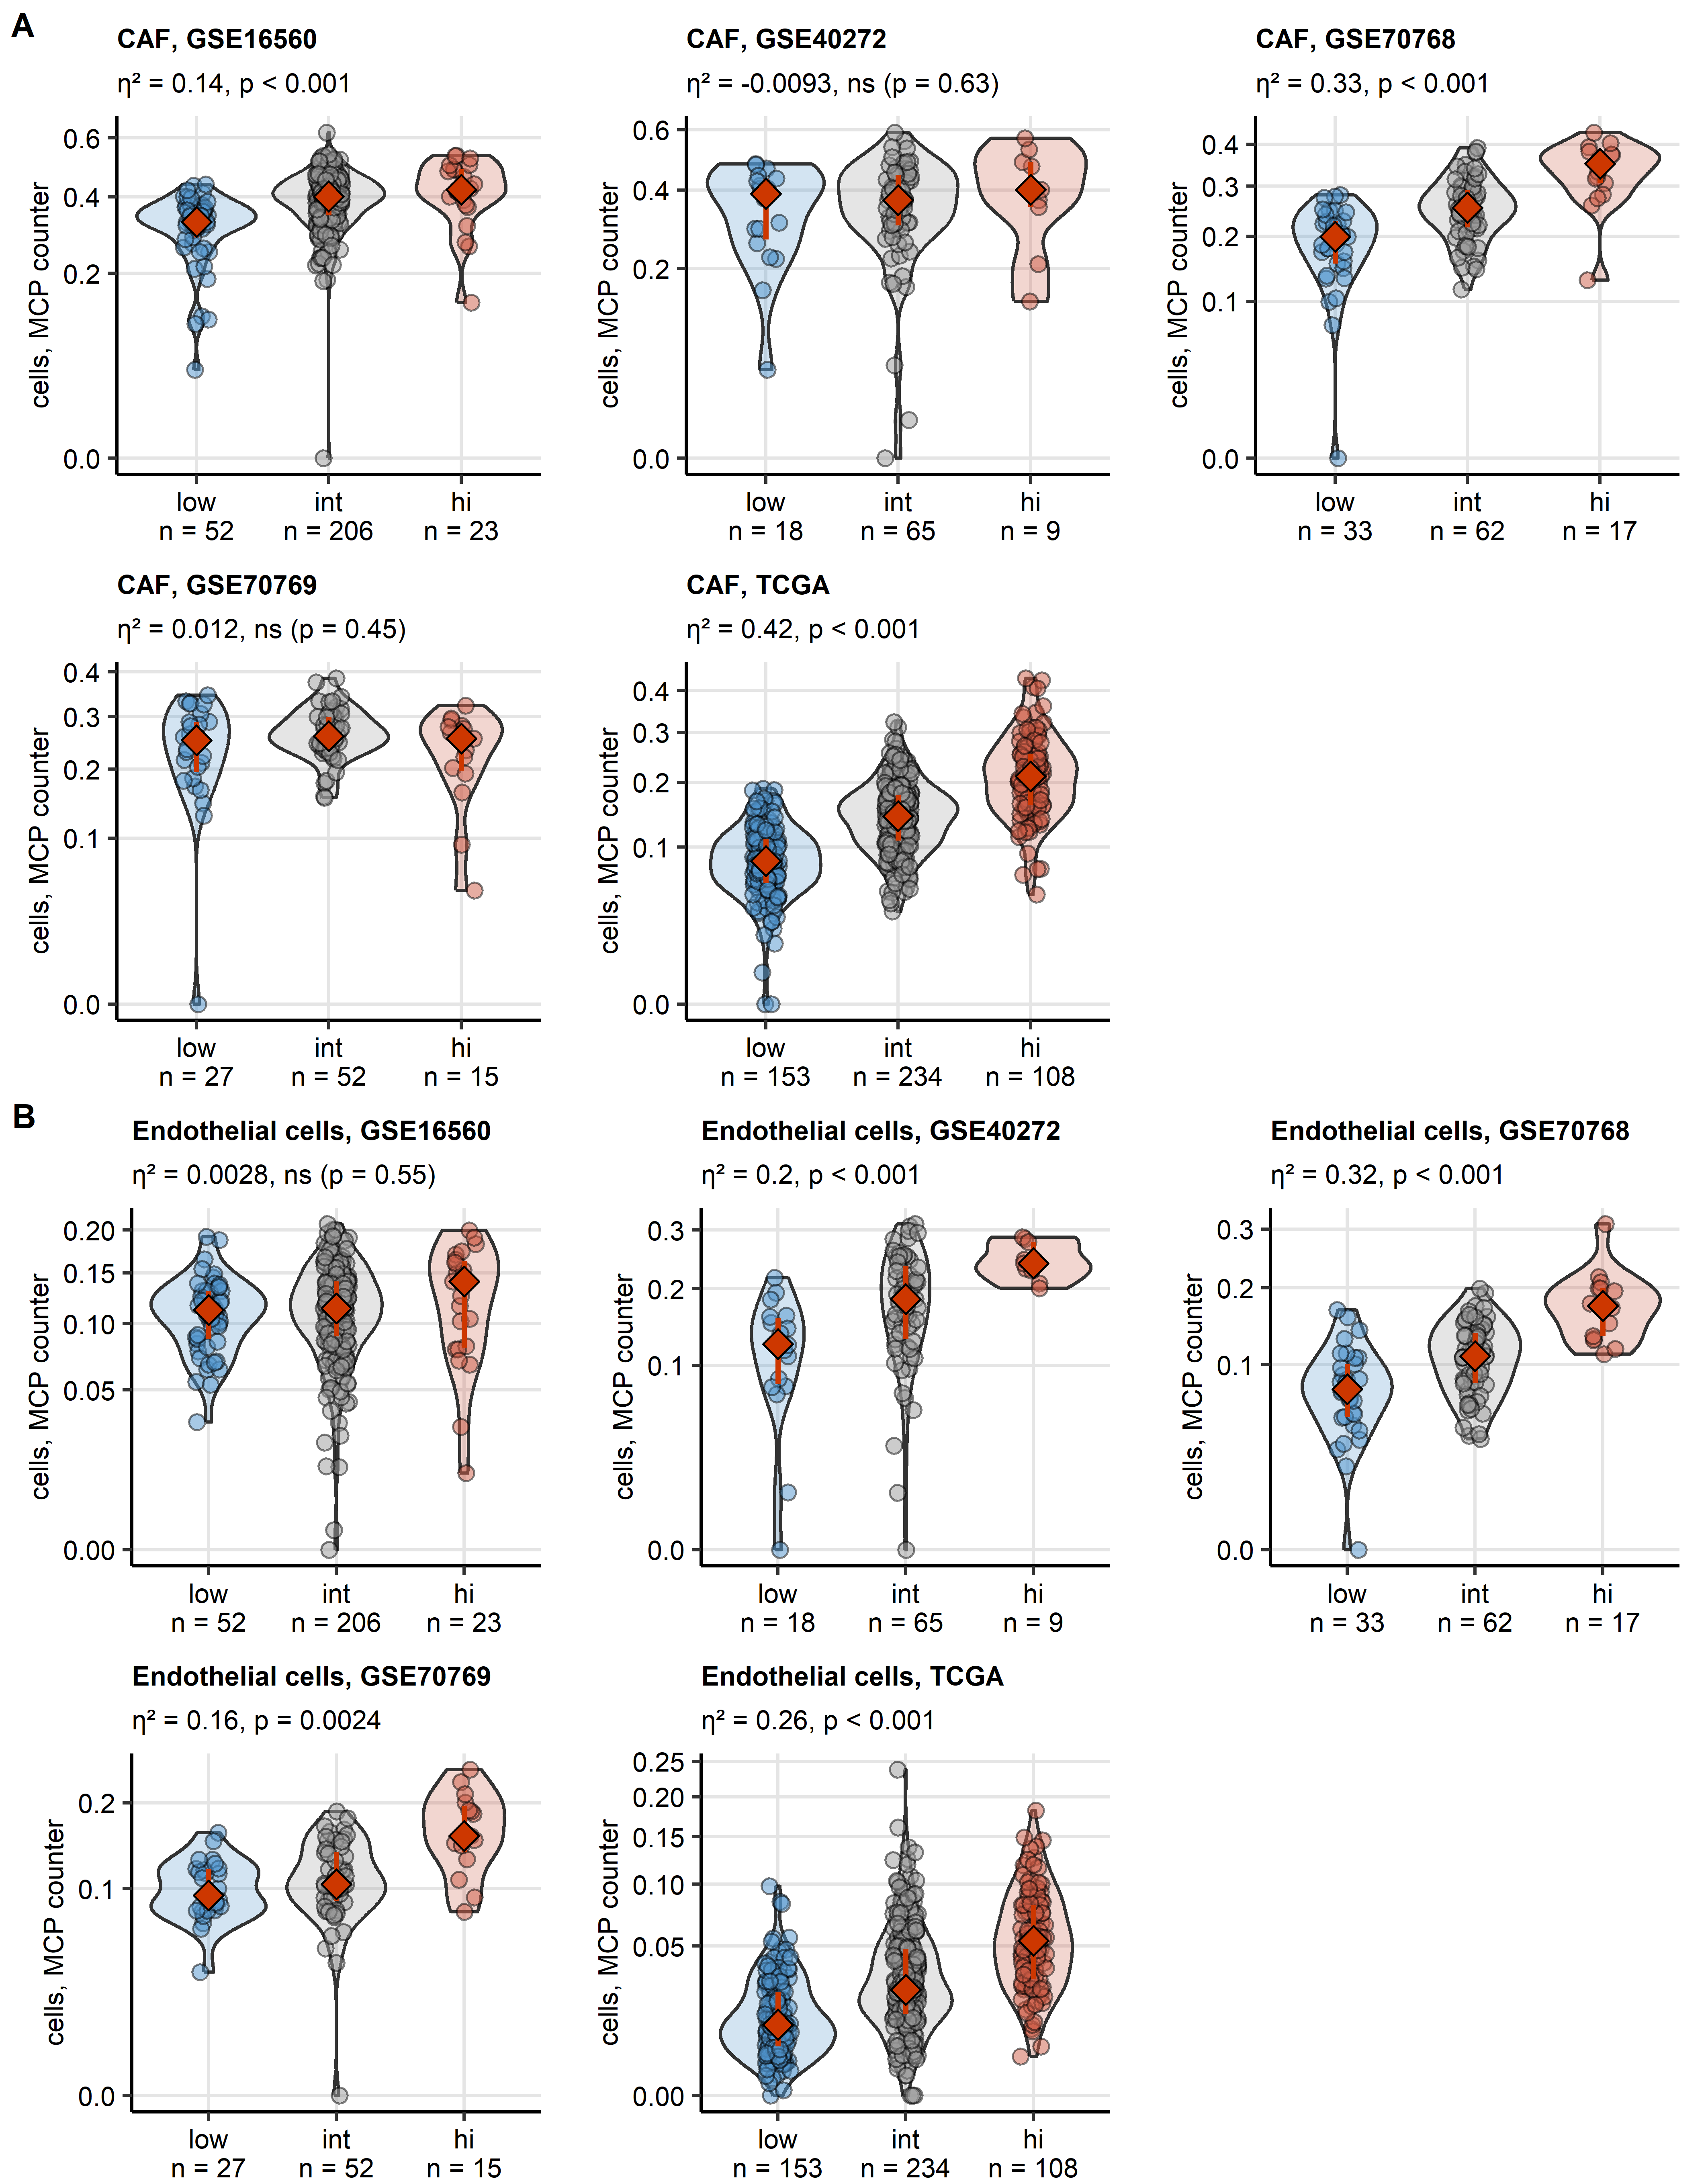 A
CAF, GSE16560
η² = 0.14, p < 0.001
cells, MCP counter
0.6
0.4
0.2
0.0
low
n = 52
int
n = 206
hi
n = 23
CAF, GSE40272
η² = -0.0093, ns (p = 0.63)
cells, MCP counter
0.6
0.4
0.2
0.0
low
n = 18
int
n = 65
hi
n = 9
CAF, GSE70768
η² = 0.33, p < 0.001
cells, MCP counter
0.4
0.3
0.2
0.1
0.0
low
n = 33
int
n = 62
hi
n = 17
CAF, GSE70769
η² = 0.012, ns (p = 0.45)
cells, MCP counter
0.4
0.3
0.2
0.1
0.0
low
n = 27
int
n = 52
hi
n = 15
CAF, TCGA
η² = 0.42, p < 0.001
cells, MCP counter
0.4
0.3
0.2
0.1
0.0
low
n = 153
int
n = 234
hi
n = 108
B
Endothelial cells, GSE16560
η² = 0.0028, ns (p = 0.55)
cells, MCP counter
0.20
0.15
0.10
0.05
0.00
low
n = 52
int
n = 206
hi
n = 23
Endothelial cells, GSE40272
η² = 0.2, p < 0.001
cells, MCP counter
0.3
0.2
0.1
0.0
low
n = 18
int
n = 65
hi
n = 9
Endothelial cells, GSE70768
η² = 0.32, p < 0.001
cells, MCP counter
0.3
0.2
0.1
0.0
low
n = 33
int
n = 62
hi
n = 17
Endothelial cells, GSE70769
η² = 0.16, p = 0.0024
cells, MCP counter
0.2
0.1
0.0
low
n = 27
int
n = 52
hi
n = 15
Endothelial cells, TCGA
η² = 0.26, p < 0.001
cells, MCP counter
0.25
0.20
0.15
0.10
0.05
0.00
low
n = 153
int
n = 234
hi
n = 108